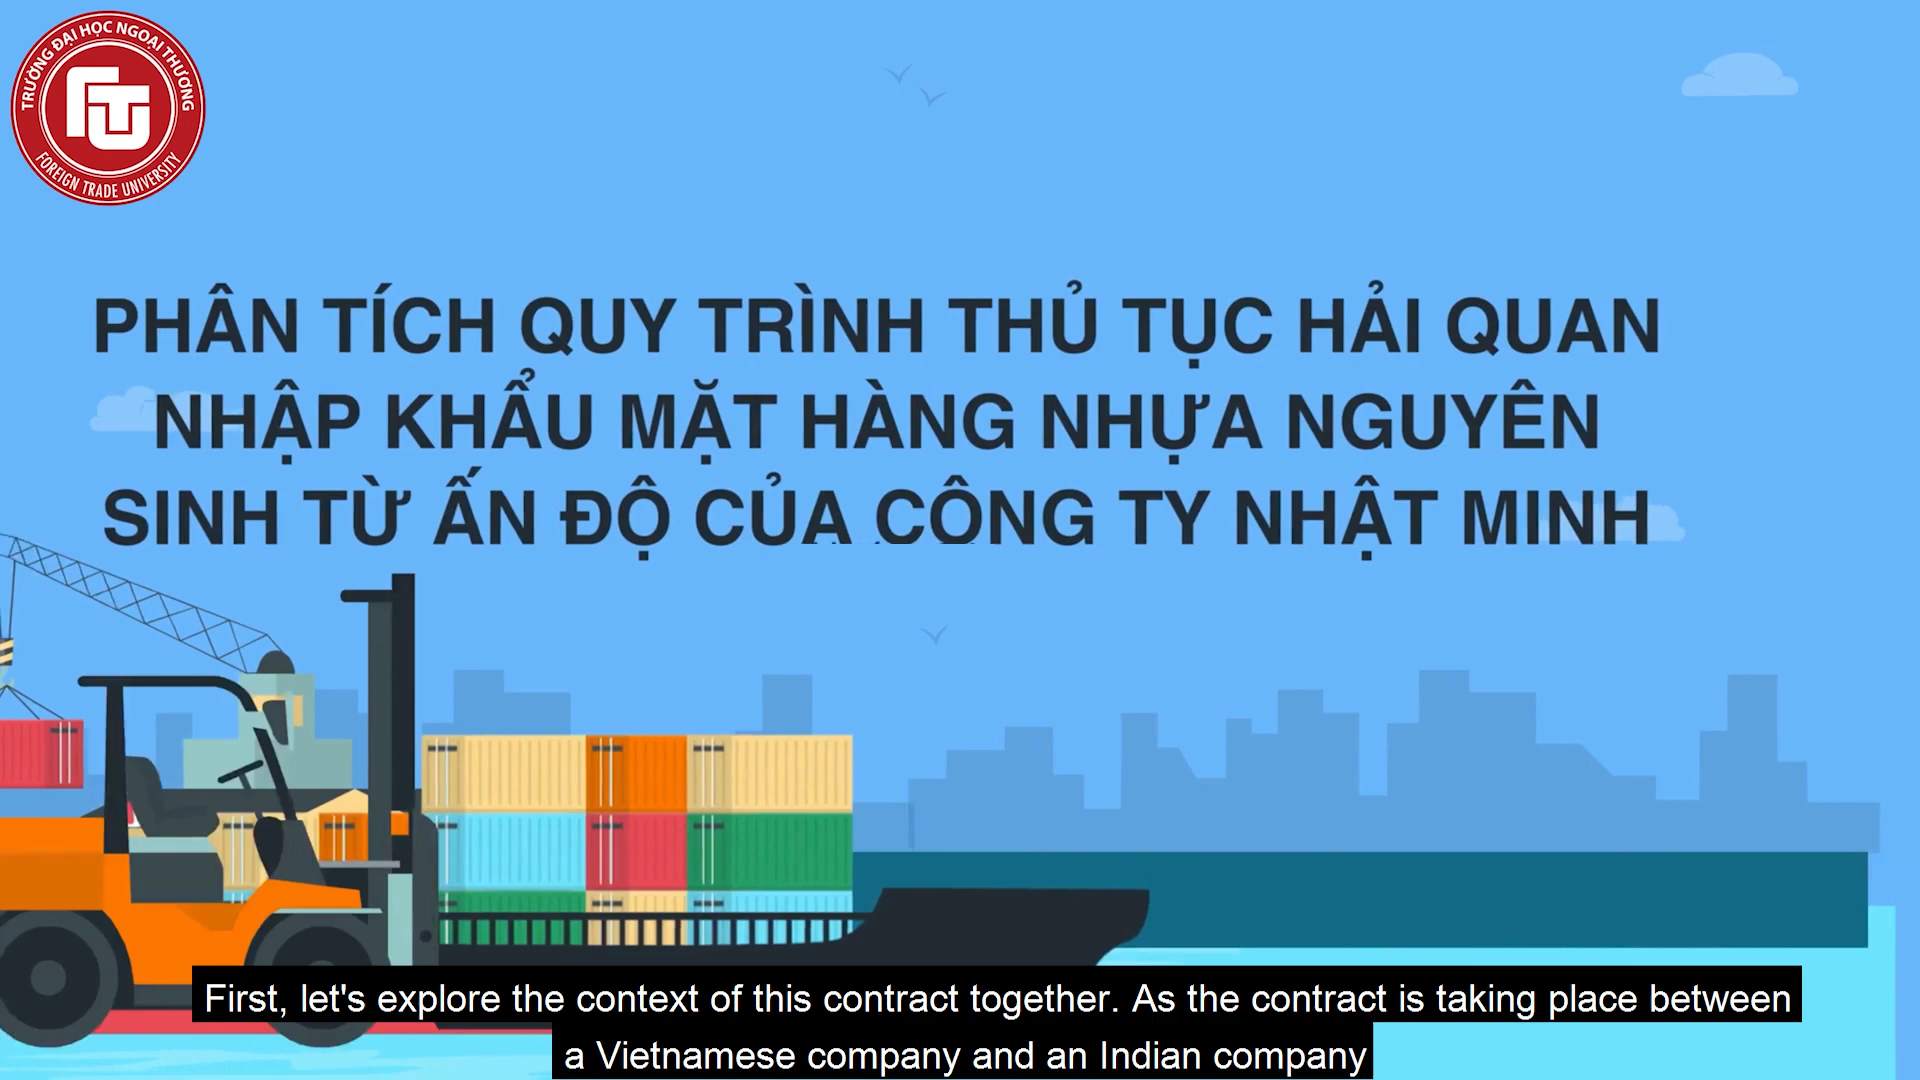 TRƯỜNG ĐẠI HỌC NGOẠI THƯƠNG
FTU
FOREIGN TRADE UNIVERSITY
PHÂN TÍCH QUY TRÌNH THỦ TỤC HẢI QUAN
NHẬP KHẨU MẶT HÀNG NHỰA NGUYÊN
SINH TỪ ẤN ĐỘ CỦA CÔNG TY NHẬT MINH
First, let's explore the context of this contract together. As the contract is taking place between
a Vietnamese company and an Indian company